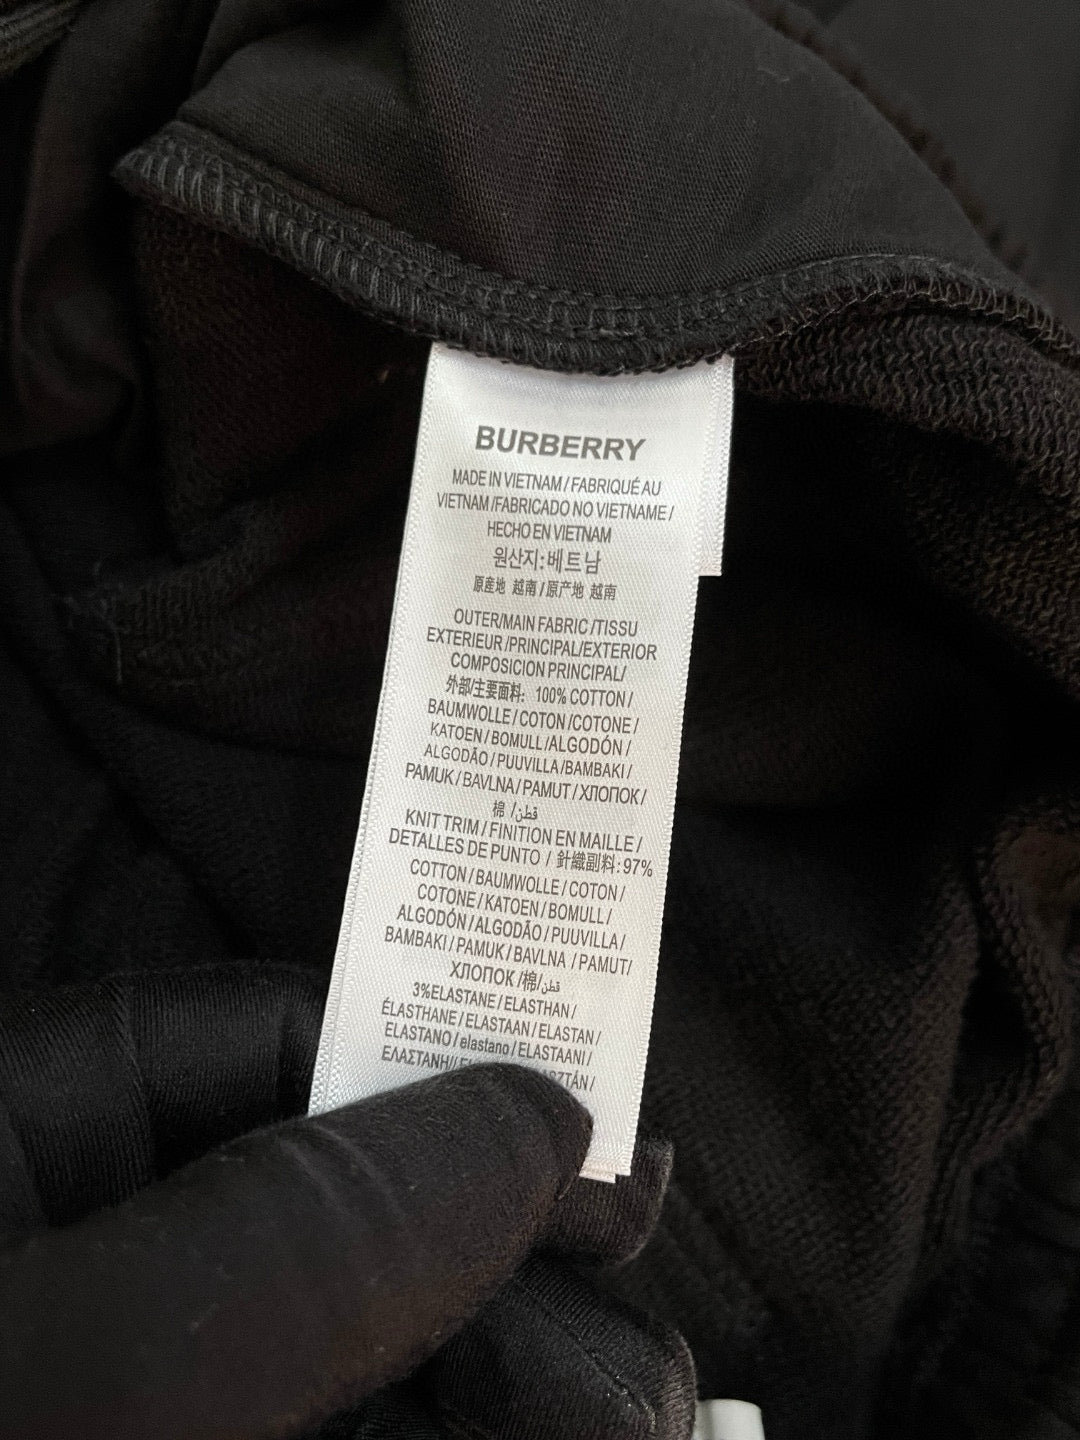 BURBERRY
MADE IN VIETNAM / FABRIQUÉ AU
VIETNAM /FABRICADO NO VIETNAME /
HECHO EN VIETNAM
원산지:베트남
原産地 越南 / 原产地 越南
OUTER/MAIN FABRIC /TISSU
EXTERIEUR /PRINCIPAL/EXTERIOR
COMPOSICION PRINCIPAL/
外部/主要面料: 100% COTTON /
BAUMWOLLE / COTON /COTONE /
KATOEN / BOMULL /ALGODÓN /
ALGODÃO / PUUVILLA /BAMBAKI /
PAMUK / BAVLNA / PAMUT / ХЛОПОК/
棉 /قطن
KNIT TRIM / FINITION EN MAILLE /
DETALLES DE PUNTO / 針織副料: 97%
COTTON / BAUMWOLLE / COTON /
COTONE / KATOEN / BOMULL /
ALGODÓN / ALGODÃO / PUUVILLA /
BAMBAKI / PAMUK / BAVLNA / PAMUT/
ХЛОПОК /棉/قطن
3%ELASTANE / ELASTHAN /
ÉLASTHANE / ELASTAAN / ELASTAN /
ELASTANO / elastano / ELASTAANI /
ΕΛΑΣΤΑΝΗ/